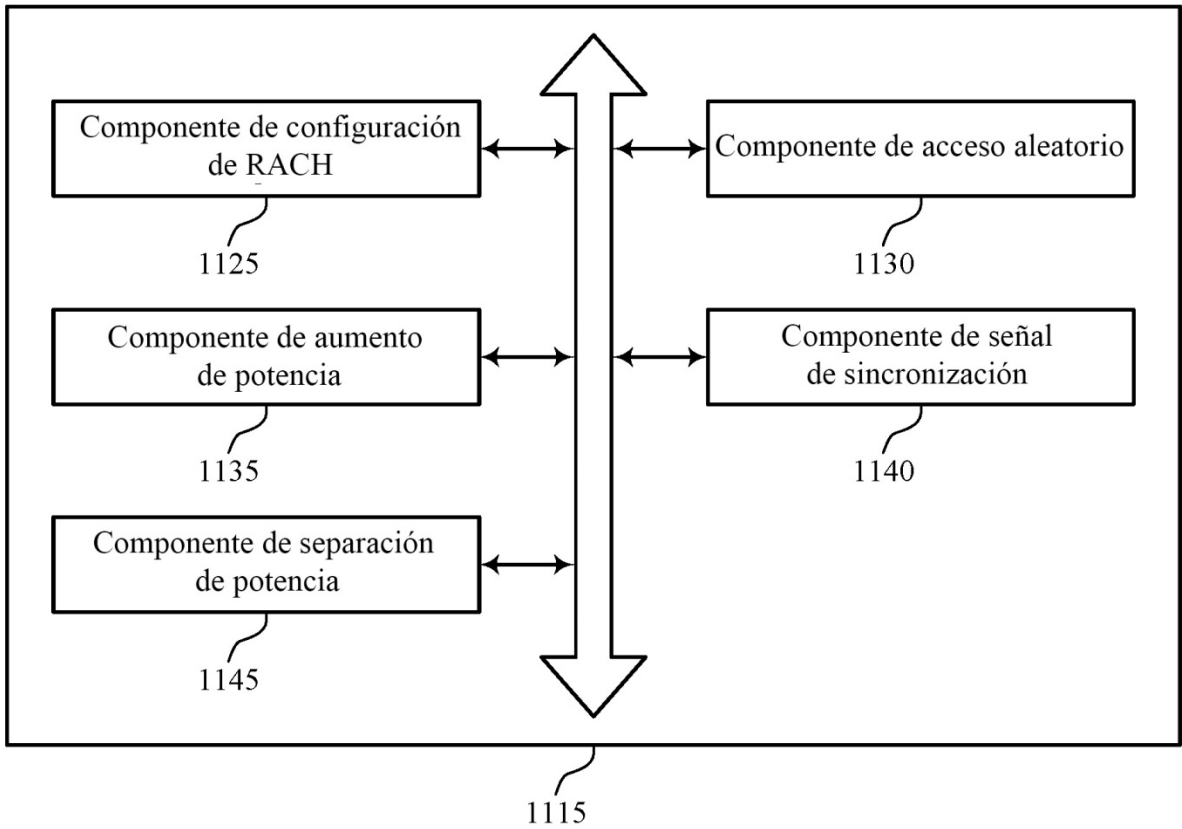 Componente de configuración
de RACH
1125
Componente de acceso aleatorio
1130
Componente de aumento
de potencia
1135
Componente de señal
de sincronización
1140
Componente de separación
de potencia
1145
1115